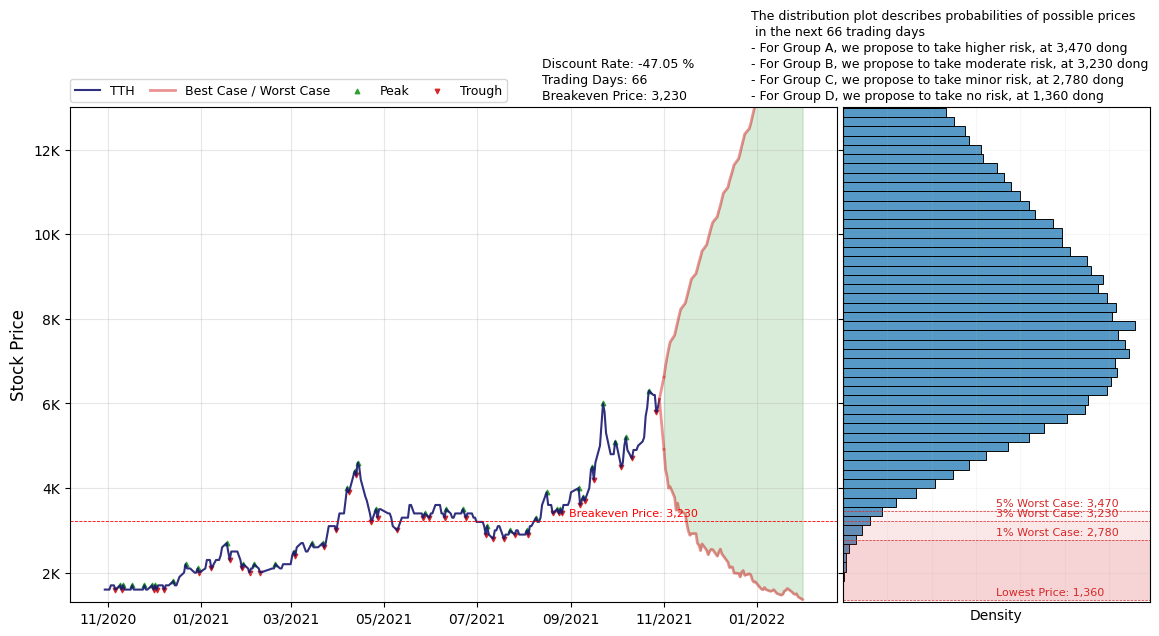 The distribution plot describes probabilities of possible prices
in the next 66 trading days
- For Group A, we propose to take higher risk, at 3,470 dong
- For Group B, we propose to take moderate risk, at 3,230 dong
- For Group C, we propose to take minor risk, at 2,780 dong
- For Group D, we propose to take no risk, at 1,360 dong
Discount Rate: -47.05 %
Trading Days: 66
Breakeven Price: 3,230
TTH Best Case / Worst Case Peak Trough
Stock Price
12K
10K
8K
6K
4K
2K
Breakeven Price: 3,230
11/2020 01/2021 03/2021 05/2021 07/2021 09/2021 11/2021 01/2022
5% Worst Case: 3,470
3% Worst Case: 3,230
1% Worst Case: 2,780
Lowest Price: 1,360
Density